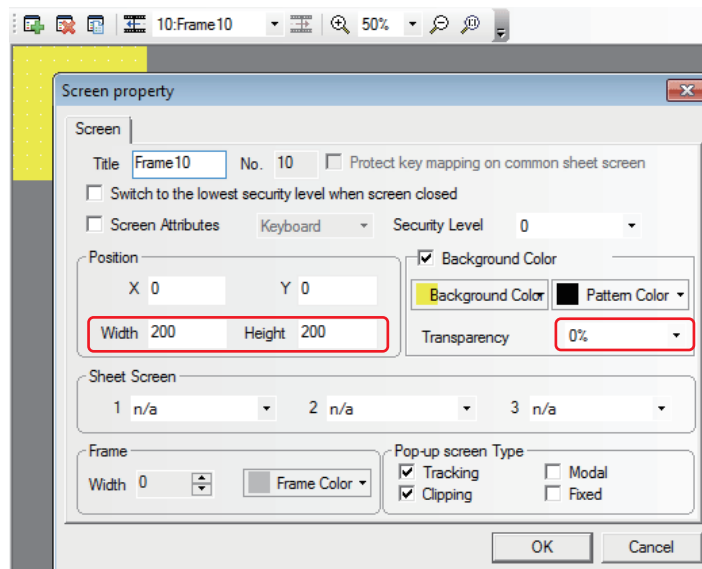 10:Frame10 50%
Screen property
Screen
Title Frame10 No. 10 Protect key mapping on common sheet screen
Switch to the lowest security level when screen closed
Screen Attributes Keyboard Security Level 0
Position Background Color
X 0 Y 0 Background Color Pattern Color
Width 200 Height 200 Transparency 0%
Sheet Screen
1 n/a 2 n/a 3 n/a
Frame Pop-up screen Type
Width 0 Frame Color Tracking Modal
Clipping Fixed
OK Cancel